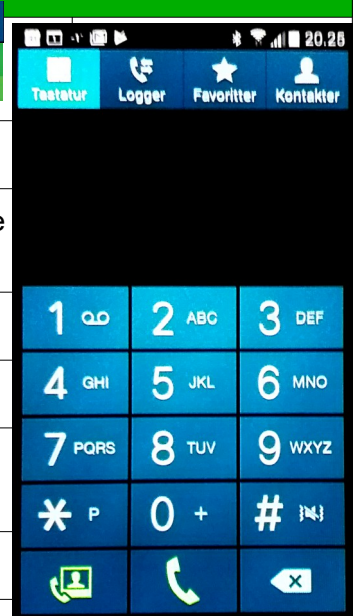 20.25
Tastatur Logger Favoritter Kontakter
1 2 ABC 3 DEF
4 GHI 5 JKL 6 MNO
7 PQRS 8 TUV 9 WXYZ
* P 0 + #
e